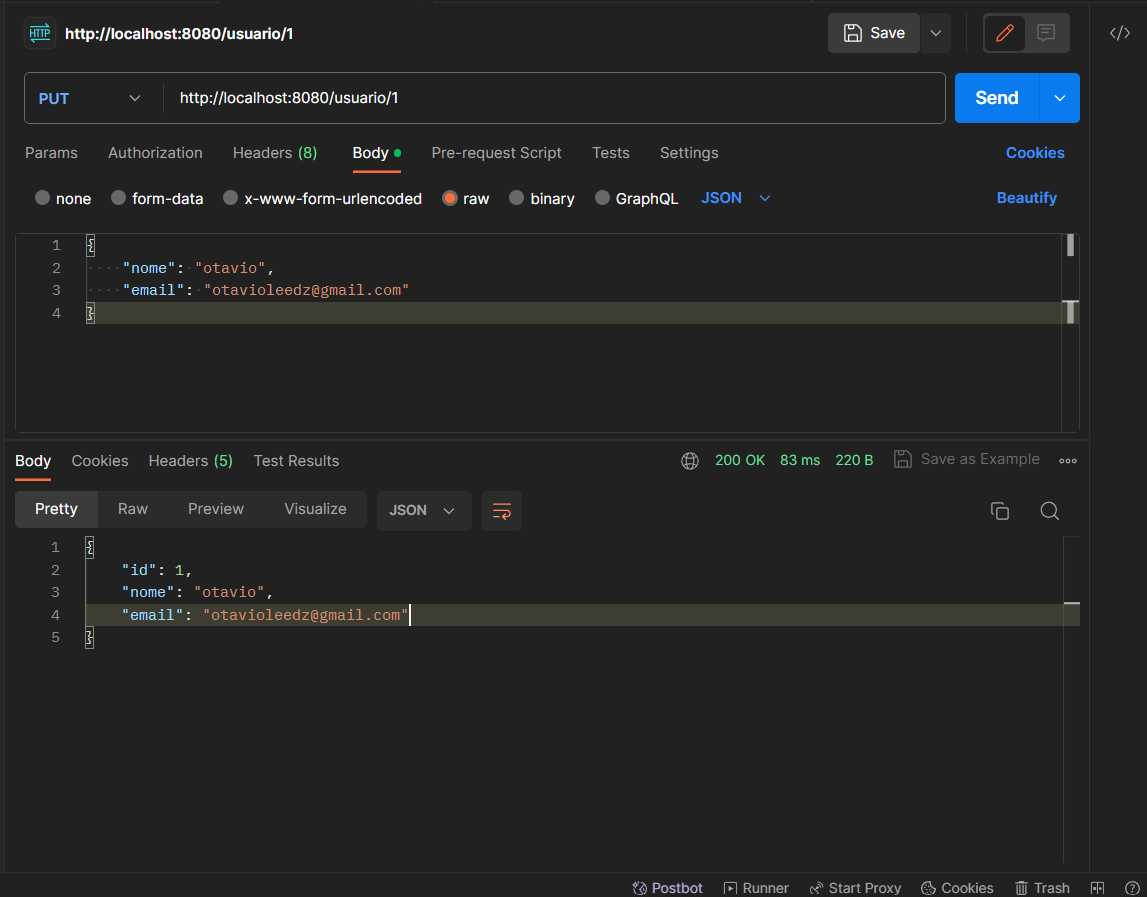 HTTP http://localhost:8080/usuario/1 Save </>
PUT http://localhost:8080/usuario/1 Send
Params Authorization Headers (8) Body Pre-request Script Tests Settings Cookies
none form-data x-www-form-urlencoded raw binary GraphQL JSON Beautify
1 {
2 "nome": "otavio",
3 "email": "otavioleedz@gmail.com"
4 }
Body Cookies Headers (5) Test Results 200 OK 83 ms 220 B Save as Example
Pretty Raw Preview Visualize JSON
1 {
2 "id": 1,
3 "nome": "otavio",
4 "email": "otavioleedz@gmail.com"
5 }
Postbot Runner Start Proxy Cookies Trash